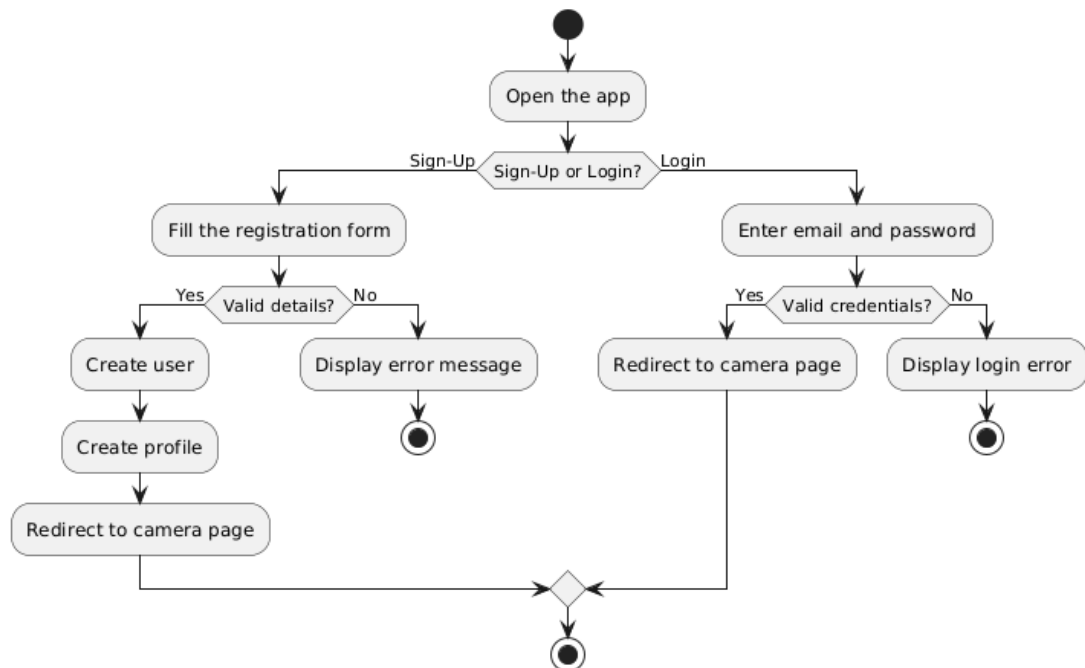 Open the app
Sign-Up
Sign-Up or Login?
Login
Fill the registration form
Enter email and password
Yes
Valid details?
No
Yes
Valid credentials?
No
Create user
Display error message
Redirect to camera page
Display login error
Create profile
Redirect to camera page